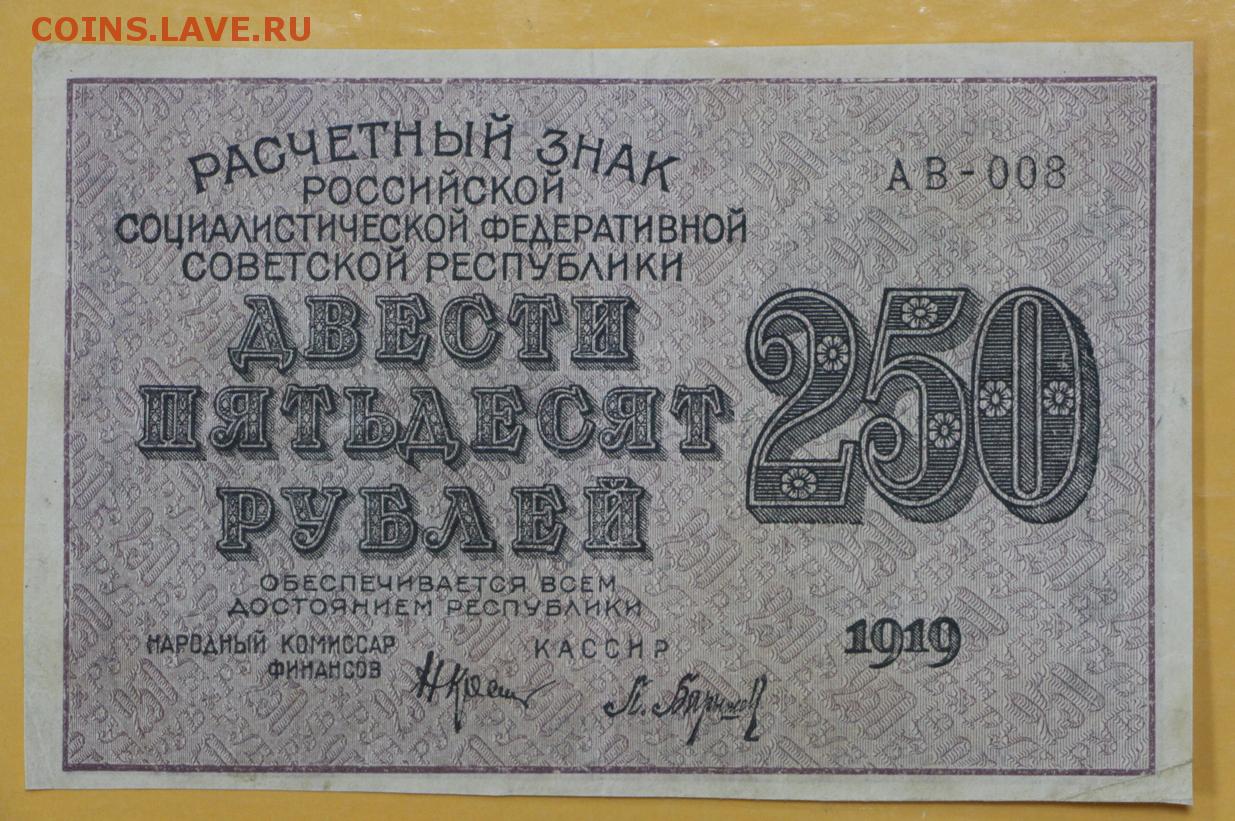 COINS.LAVE.RU
РАСЧЕТНЫЙ ЗНАК
РОССИЙСКОЙ
СОЦИАЛИСТИЧЕСКОЙ ФЕДЕРАТИВНОЙ
СОВЕТСКОЙ РЕСПУБЛИКИ
АВ-008
ДВЕСТИ
ПЯТЬДЕСЯТ
РУБЛЕЙ
250
ОБЕСПЕЧИВАЕТСЯ ВСЕМ
ДОСТОЯНИЕМ РЕСПУБЛИКИ
НАРОДНЫЙ КОМИССАР
ФИНАНСОВ
КАССИР
1919